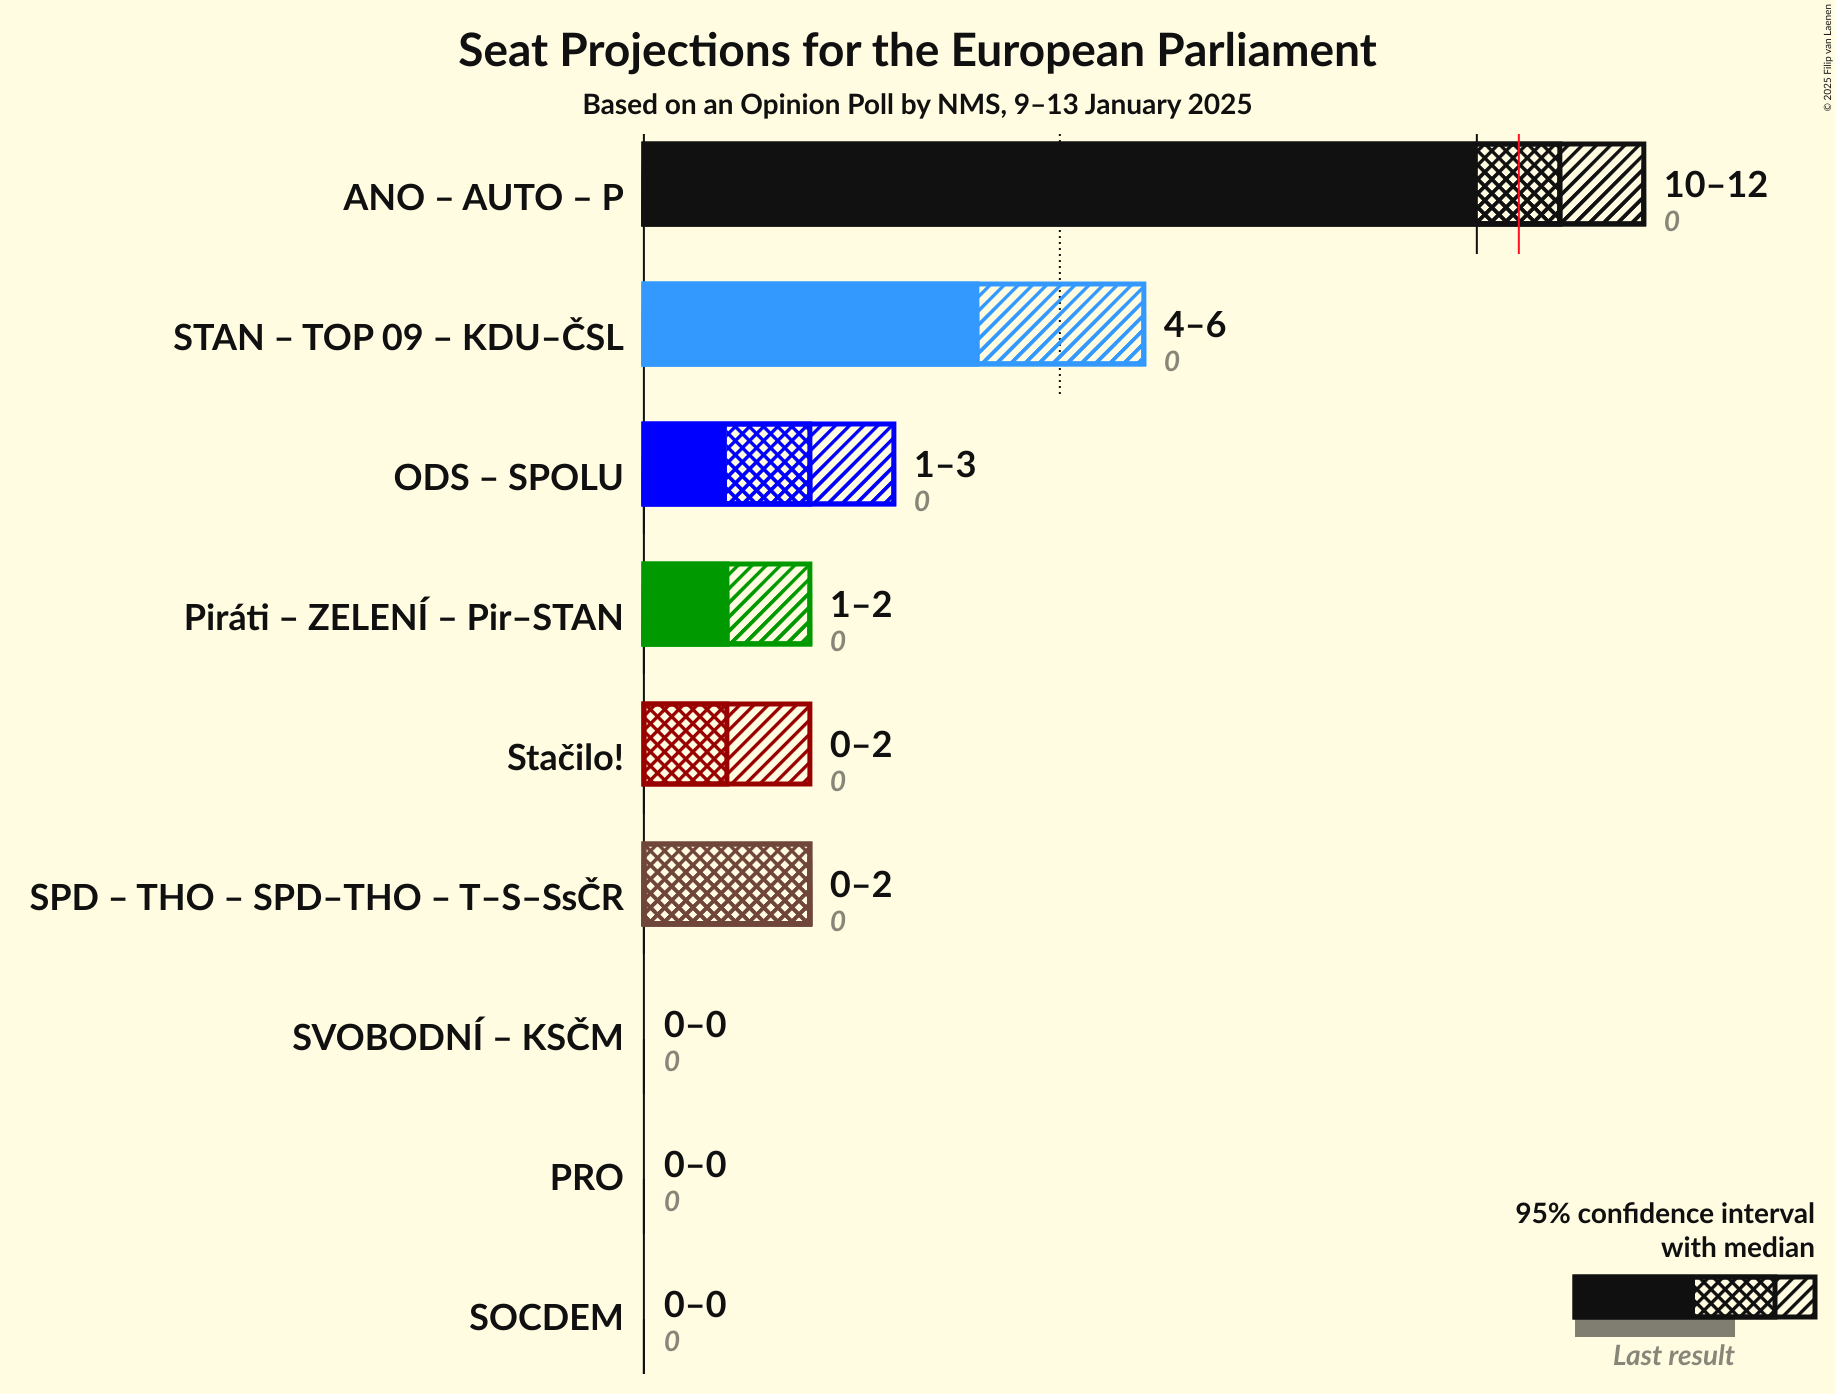 Seat Projections for the European Parliament
Based on an Opinion Poll by NMS, 9–13 January 2025
© 2025 Filip van Laenen
ANO – AUTO – P
10–12
0
STAN – TOP 09 – KDU–ČSL
4–6
0
ODS – SPOLU
1–3
0
Piráti – ZELENÍ – Pir–STAN
1–2
0
Stačilo!
0–2
0
SPD – THO – SPD–THO – T–S–SsČR
0–2
0
SVOBODNÍ – KSČM
0–0
0
PRO
0–0
0
SOCDEM
0–0
0
95% confidence interval
with median
Last result